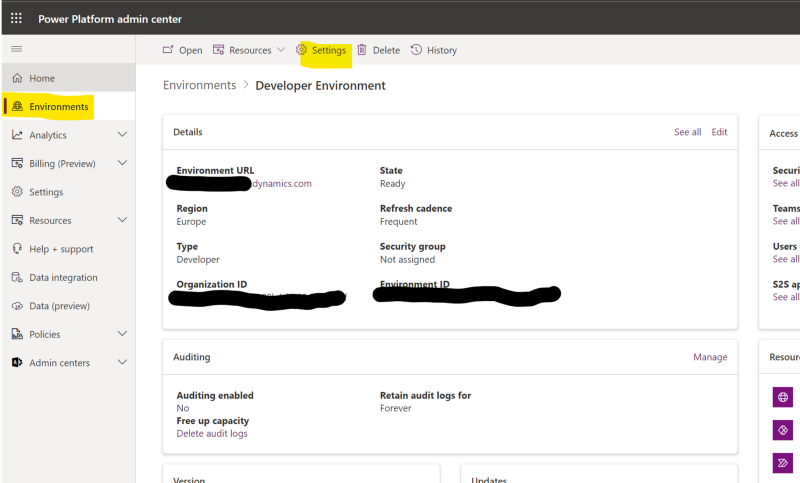 Power Platform admin center
Open Resources Settings Delete History
Home
Environments
Analytics
Billing (Preview)
Settings
Resources
Help + support
Data integration
Data (preview)
Policies
Admin centers
Environments > Developer Environment
Details See all Edit
Environment URL
dynamics.com
State
Ready
Region
Europe
Refresh cadence
Frequent
Type
Developer
Security group
Not assigned
Organization ID
Environment ID
Auditing Manage
Auditing enabled
No
Retain audit logs for
Forever
Free up capacity
Delete audit logs
Version
Updates
Access
Securi
See all
Teams
See all
Users
See all
S2S ap
See all
Resour